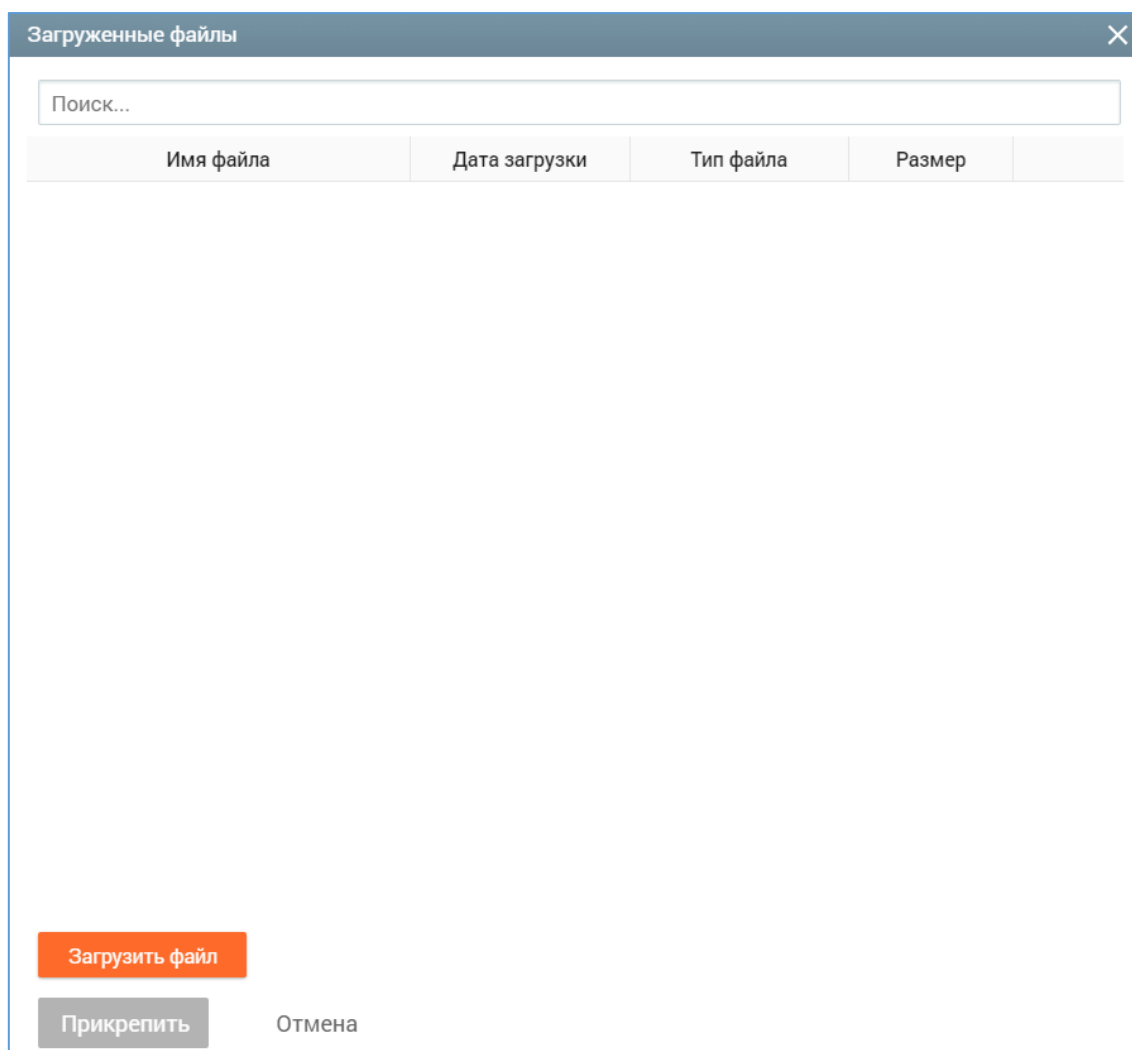 Загруженные файлы
Поиск...
Имя файла Дата загрузки Тип файла Размер
Загрузить файл
Прикрепить Отмена